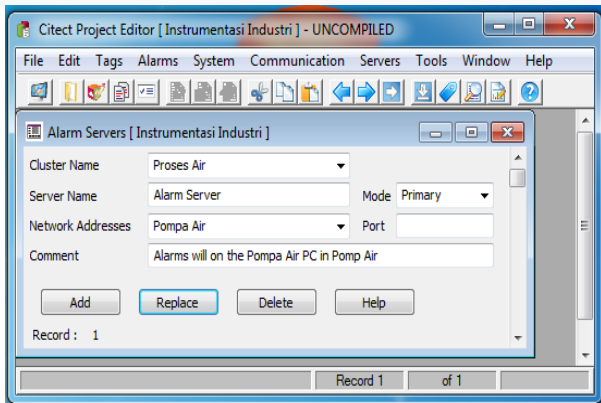 Citect Project Editor [ Instrumentasi Industri ] - UNCOMPILED
File Edit Tags Alarms System Communication Servers Tools Window Help
Alarm Servers [ Instrumentasi Industri ]
Cluster Name Proses Air
Server Name Alarm Server Mode Primary
Network Addresses Pompa Air Port
Comment Alarms will on the Pompa Air PC in Pomp Air
Add Replace Delete Help
Record : 1
Record 1 of 1